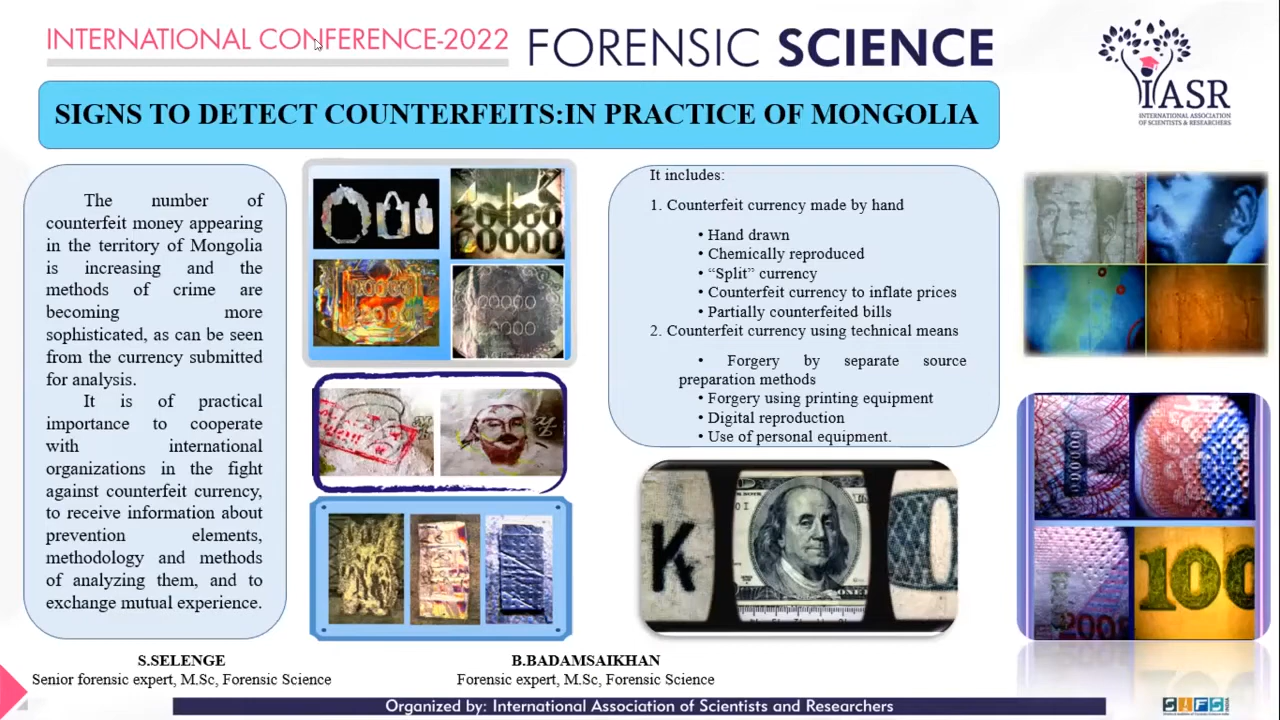 INTERNATIONAL CONFERENCE-2022
FORENSIC SCIENCE
IASR
INTERNATIONAL ASSOCIATION
OF SCIENTISTS & RESEARCHERS
SIGNS TO DETECT COUNTERFEITS:IN PRACTICE OF MONGOLIA
The number of
counterfeit money appearing
in the territory of Mongolia
is increasing and the
methods of crime are
becoming more
sophisticated, as can be seen
from the currency submitted
for analysis.
It is of practical
importance to cooperate
with international
organizations in the fight
against counterfeit currency,
to receive information about
prevention elements,
methodology and methods
of analyzing them, and to
exchange mutual experience.
20000
20000
It includes:
1. Counterfeit currency made by hand
• Hand drawn
• Chemically reproduced
• “Split” currency
• Counterfeit currency to inflate prices
• Partially counterfeited bills
2. Counterfeit currency using technical means
• Forgery by separate source
preparation methods
• Forgery using printing equipment
• Digital reproduction
• Use of personal equipment.
K
100
S.SELENGE
Senior forensic expert, M.Sc, Forensic Science
B.BADAMSAIKHAN
Forensic expert, M.Sc, Forensic Science
Organized by: International Association of Scientists and Researchers
SIFS